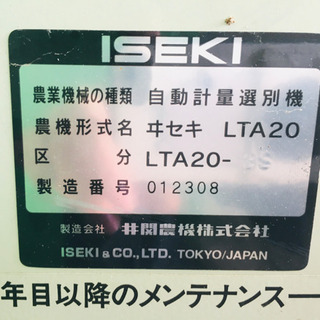 ISEKI
農業機械の種類 自動計量選別機
農機形式名 ヰセキ LTA20
区分 LTA20-
製造番号 012308
製造会社 井関農機株式会社
ISEKI & CO., LTD. TOKYO/JAPAN
年目以降のメンテナンス